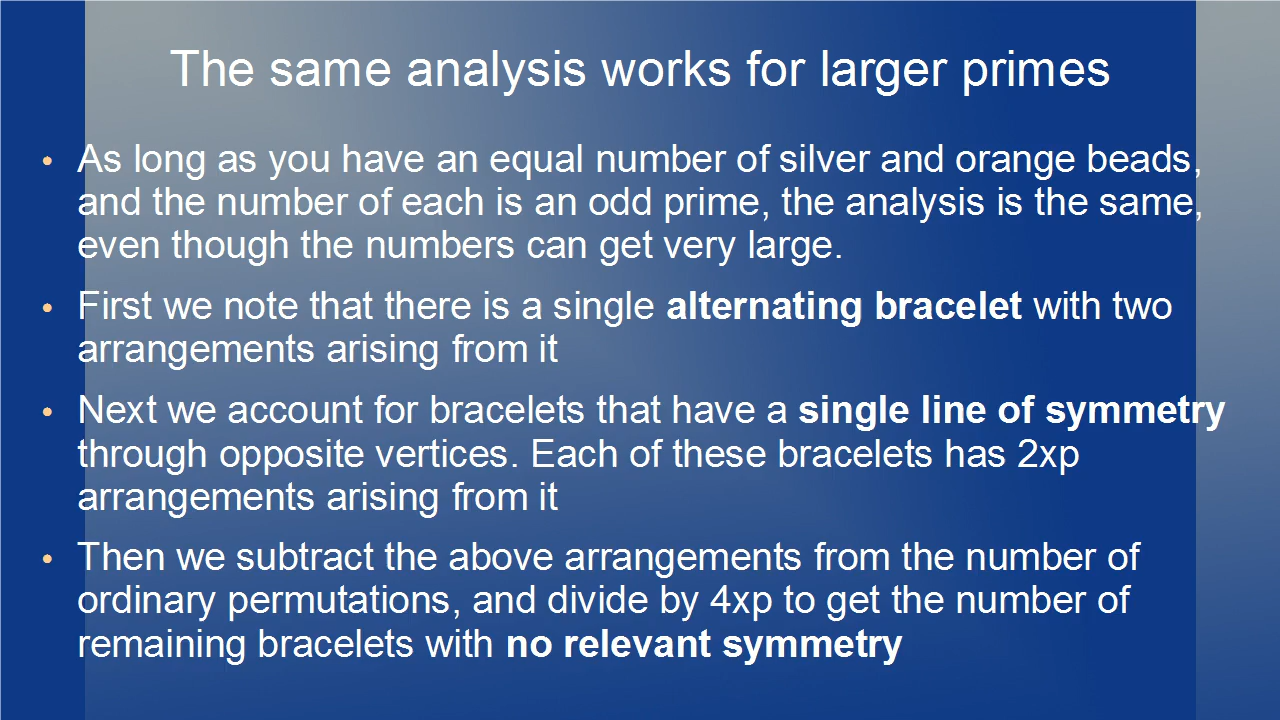 The same analysis works for larger primes
• As long as you have an equal number of silver and orange beads,
and the number of each is an odd prime, the analysis is the same,
even though the numbers can get very large.
• First we note that there is a single alternating bracelet with two
arrangements arising from it
• Next we account for bracelets that have a single line of symmetry
through opposite vertices. Each of these bracelets has 2xp
arrangements arising from it
• Then we subtract the above arrangements from the number of
ordinary permutations, and divide by 4xp to get the number of
remaining bracelets with no relevant symmetry